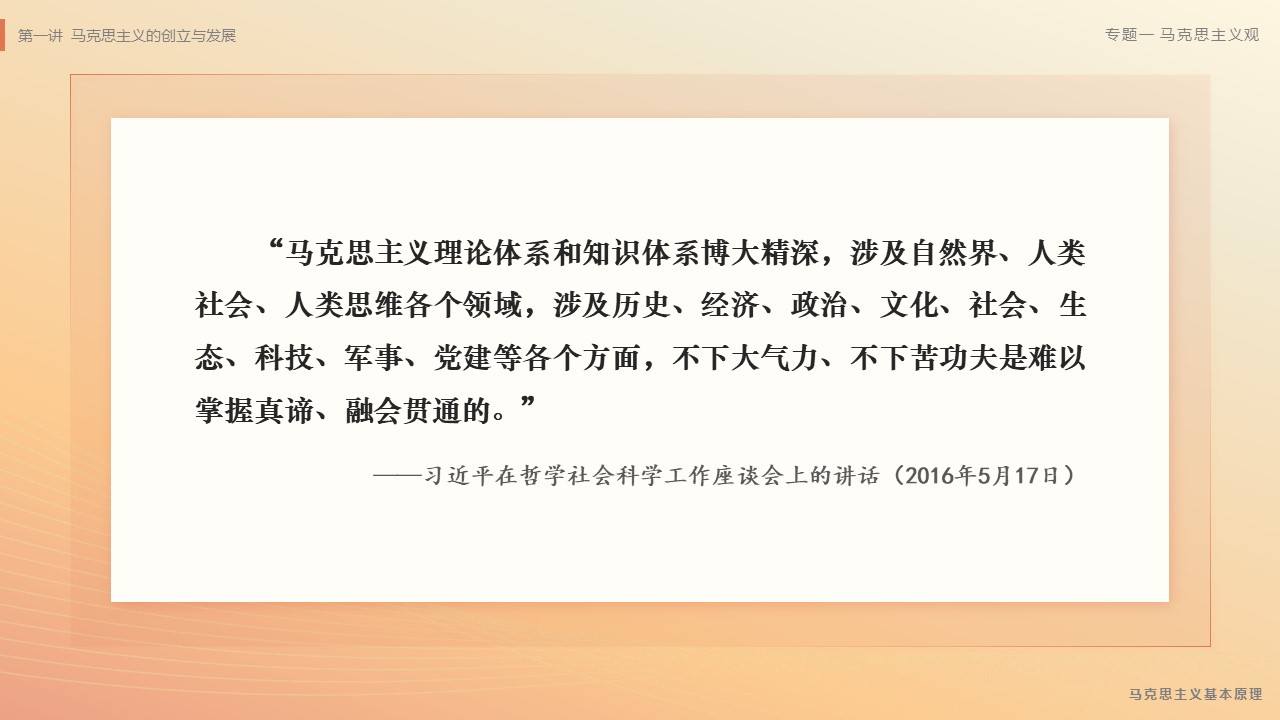 第一讲 马克思主义的创立与发展
专题一 马克思主义观
“马克思主义理论体系和知识体系博大精深，涉及自然界、人类
社会、人类思维各个领域，涉及历史、经济、政治、文化、社会、生
态、科技、军事、党建等各个方面，不下大气力、不下苦功夫是难以
掌握真谛、融会贯通的。”
——习近平在哲学社会科学工作座谈会上的讲话（2016年5月17日）
马克思主义基本原理